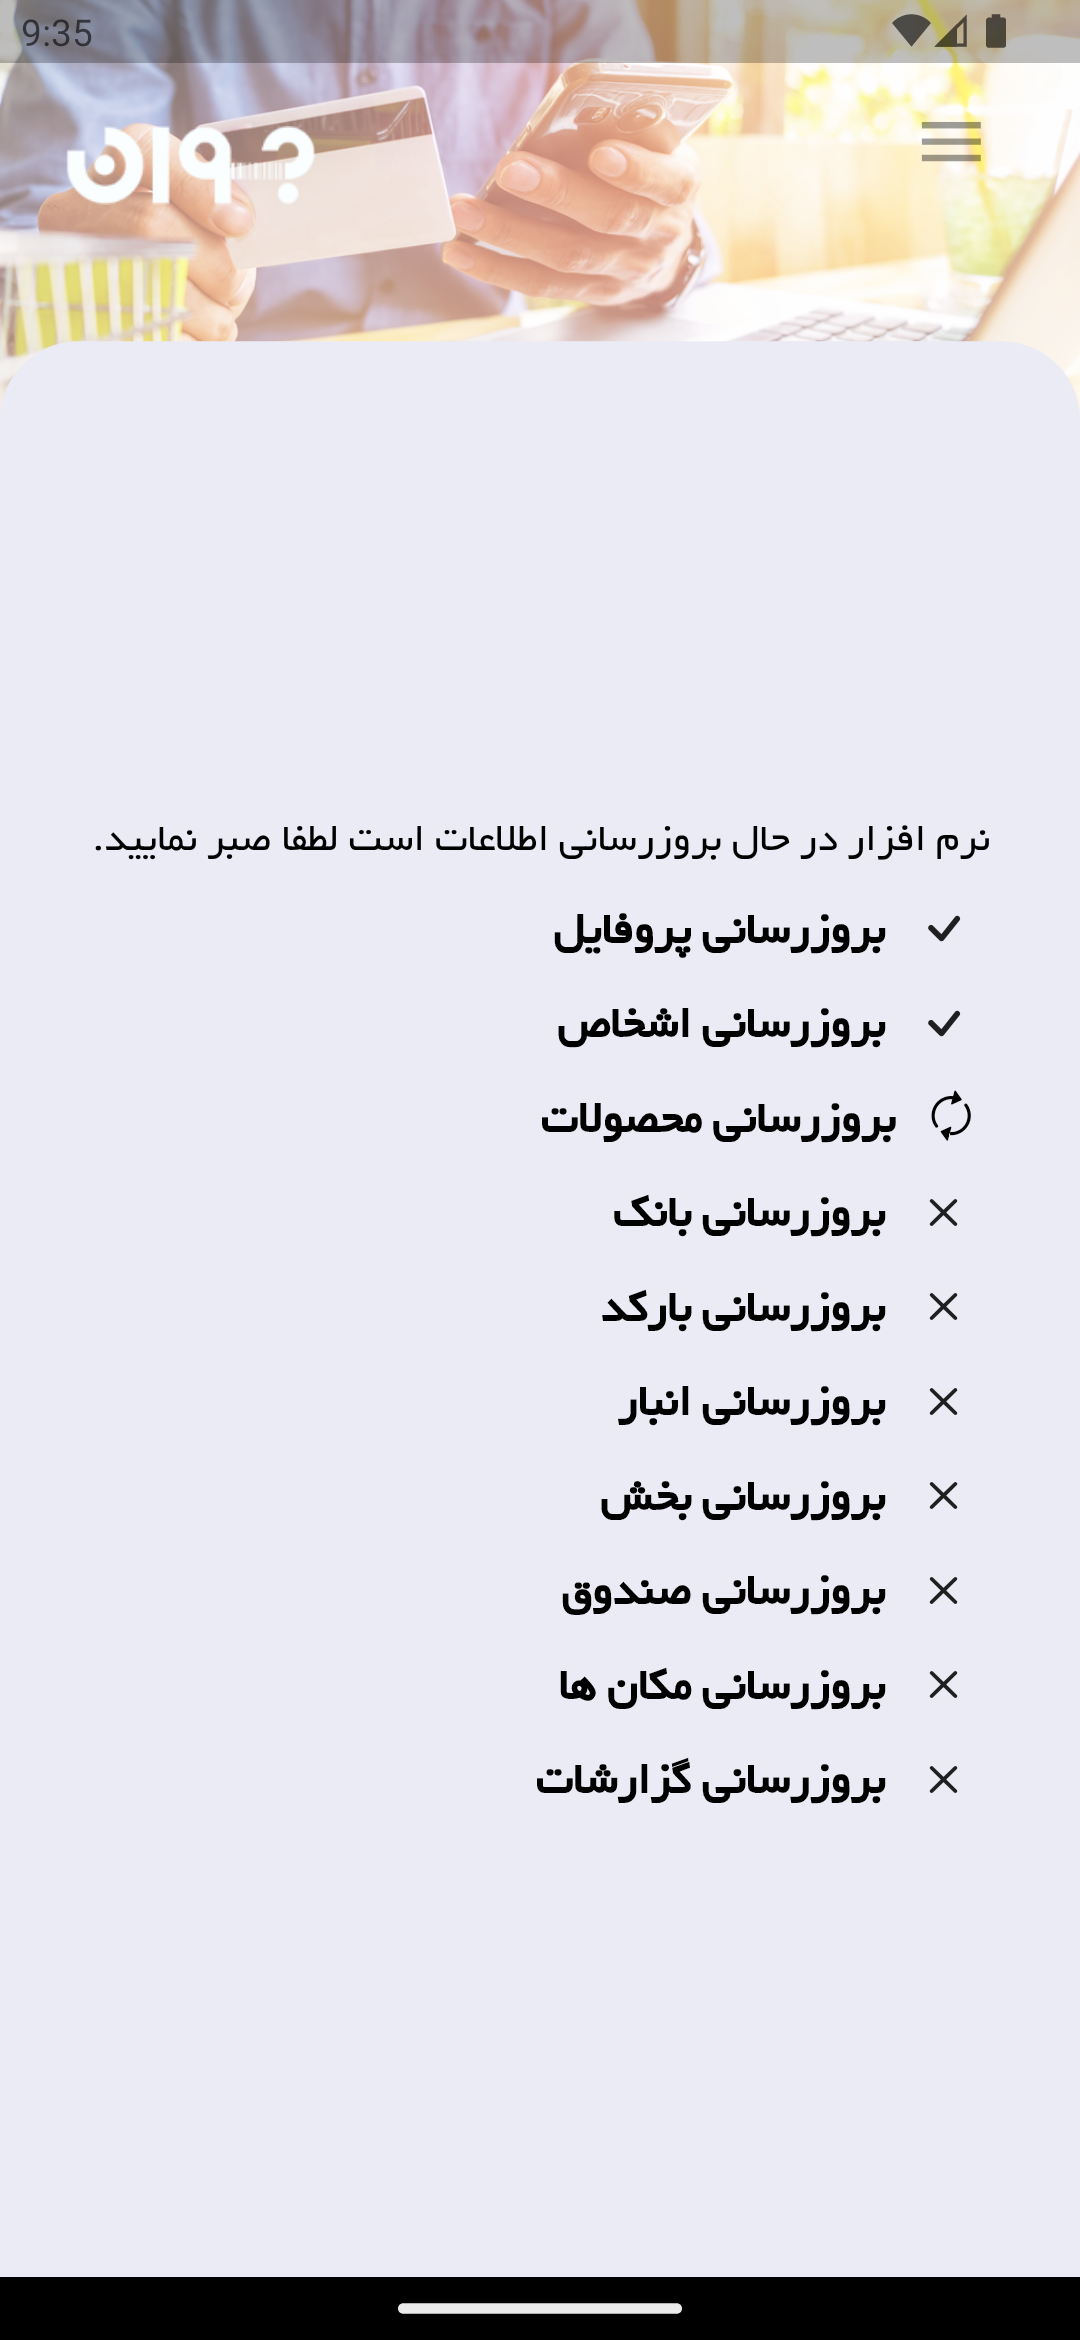 9:35
نرم افزار در حال بروزرسانی اطلاعات است لطفا صبر نمایید.
بروزرسانی پروفایل
بروزرسانی اشخاص
بروزرسانی محصولات
بروزرسانی بانک
بروزرسانی بارکد
بروزرسانی انبار
بروزرسانی بخش
بروزرسانی صندوق
بروزرسانی مکان ها
بروزرسانی گزارشات